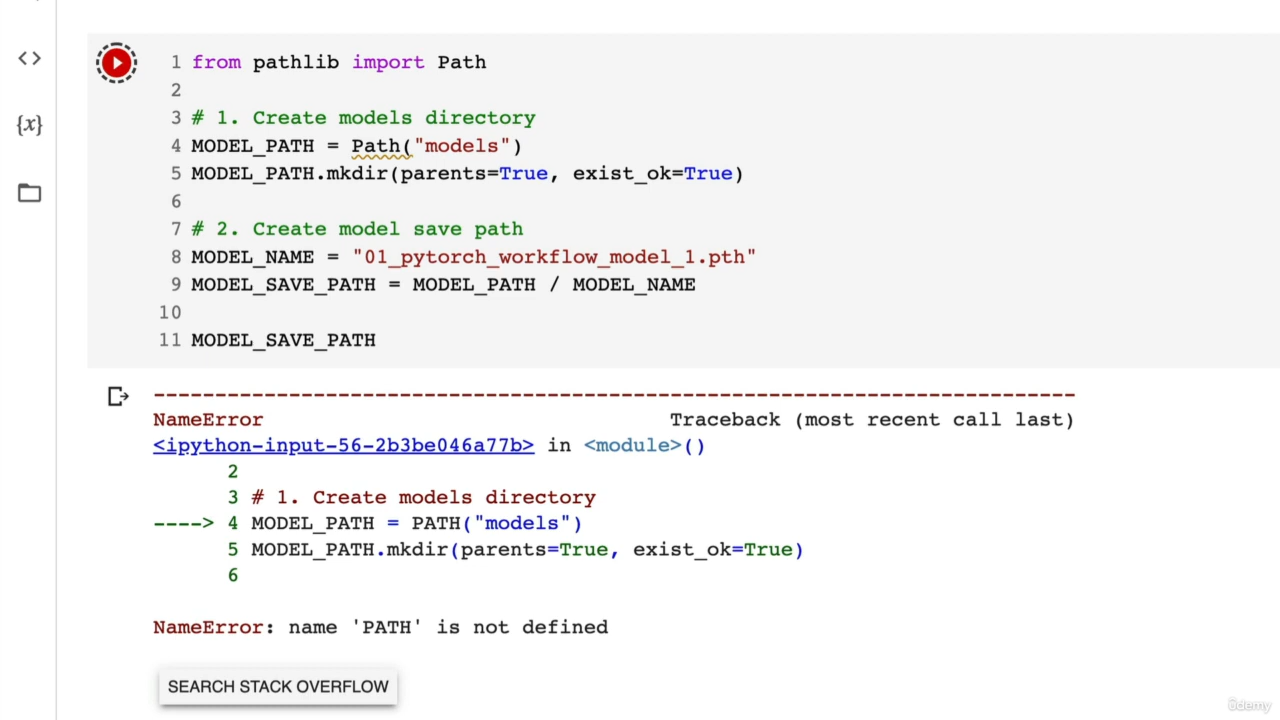 <>
1 from pathlib import Path
2
3 # 1. Create models directory
4 MODEL_PATH = Path("models")
5 MODEL_PATH.mkdir(parents=True, exist_ok=True)
6
7 # 2. Create model save path
8 MODEL_NAME = "01_pytorch_workflow_model_1.pth"
9 MODEL_SAVE_PATH = MODEL_PATH / MODEL_NAME
10
11 MODEL_SAVE_PATH
{x}
---------------------------------------------------------------------------
NameError Traceback (most recent call last)
<ipython-input-56-2b3be046a77b> in <module>()
2
3 # 1. Create models directory
----> 4 MODEL_PATH = PATH("models")
5 MODEL_PATH.mkdir(parents=True, exist_ok=True)
6
NameError: name 'PATH' is not defined
SEARCH STACK OVERFLOW
ûdemy